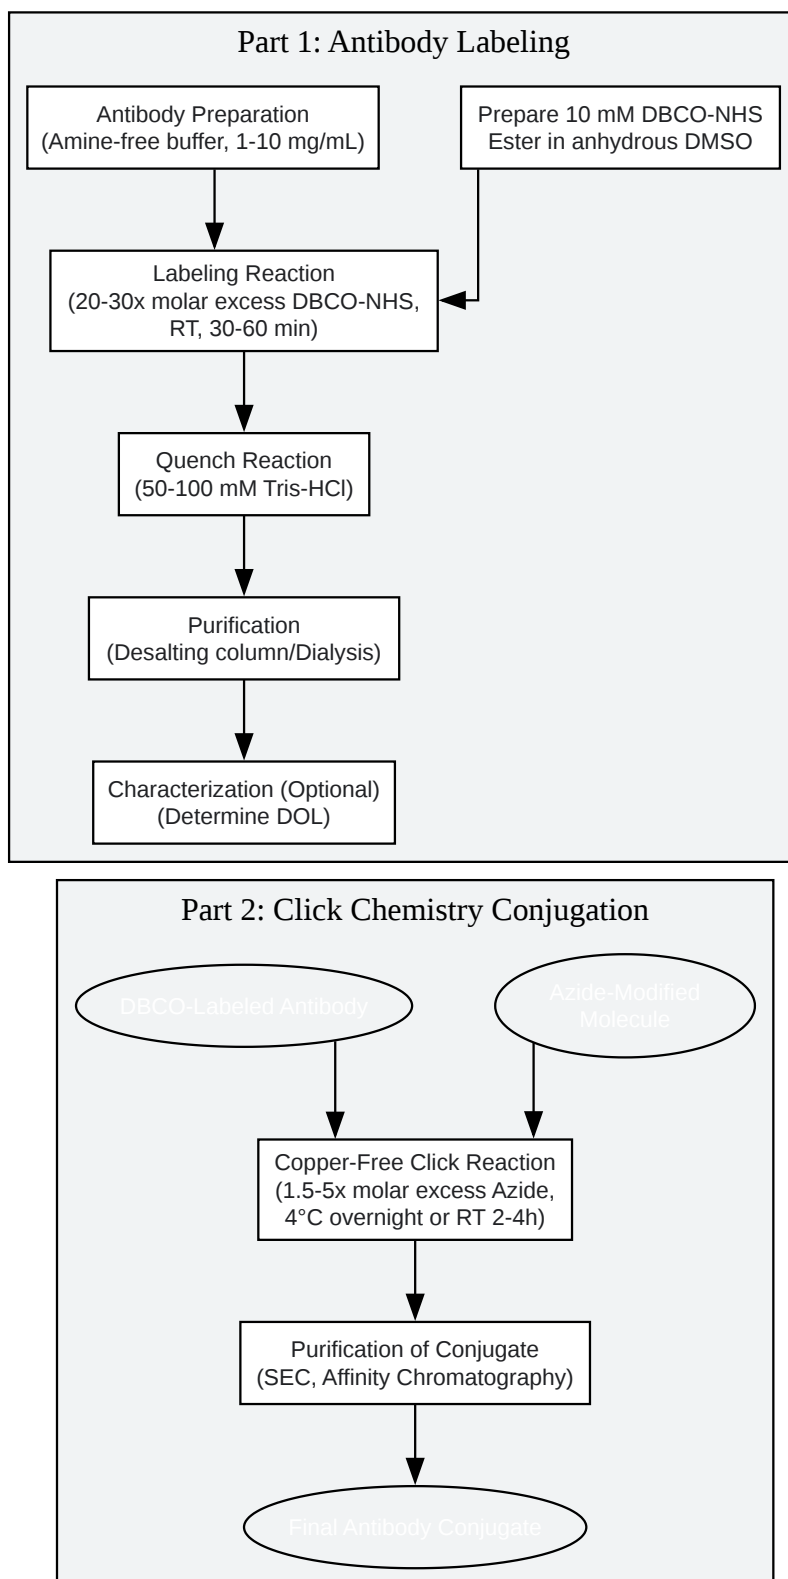 Part 1: Antibody Labeling
Antibody Preparation
(Amine-free buffer, 1-10 mg/mL)
Prepare 10 mM DBCO-NHS
Ester in anhydrous DMSO
Labeling Reaction
(20-30x molar excess DBCO-NHS,
RT, 30-60 min)
Quench Reaction
(50-100 mM Tris-HCl)
Purification
(Desalting column/Dialysis)
Characterization (Optional)
(Determine DOL)
Part 2: Click Chemistry Conjugation
DBCO-Labeled Antibody
Azide-Modified
Molecule
Copper-Free Click Reaction
(1.5-5x molar excess Azide,
4°C overnight or RT 2-4h)
Purification of Conjugate
(SEC, Affinity Chromatography)
Final Antibody Conjugate